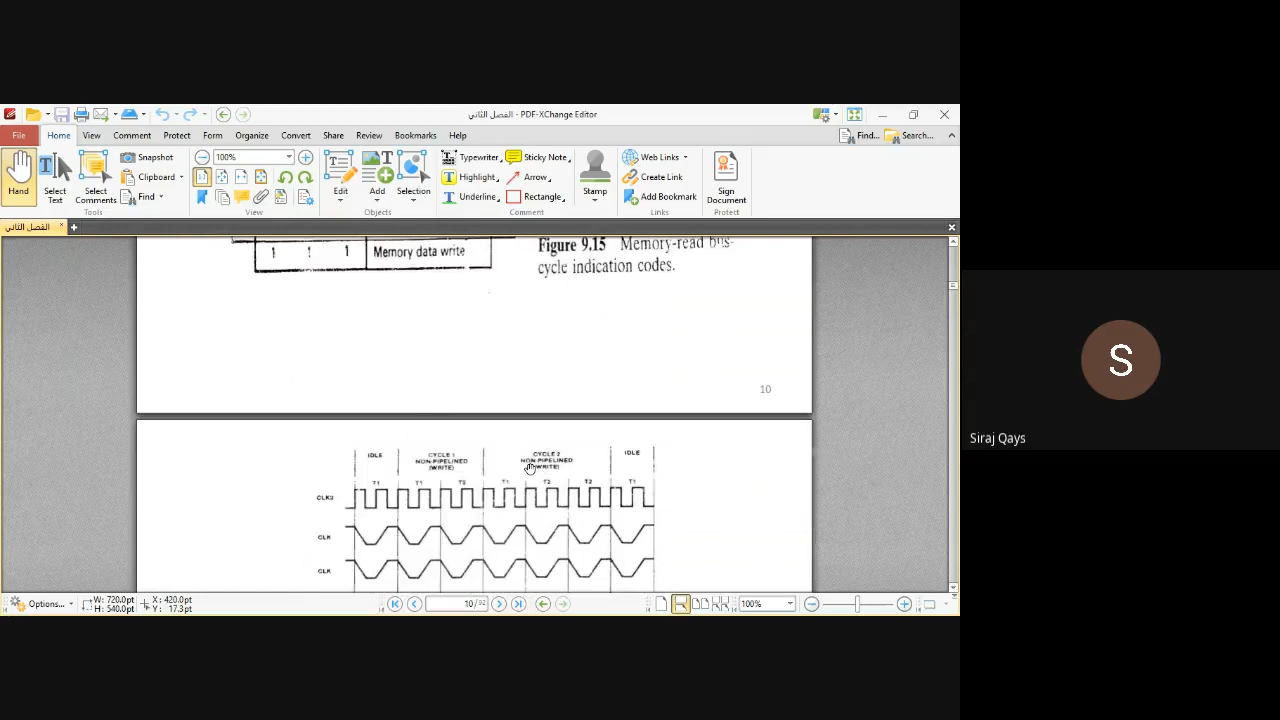 الفصل الثاني - PDF-XChange Editor
File Home View Comment Protect Form Organize Convert Share Review Bookmarks Help
Find... Search...
Hand
Select Text
Select Comments
Snapshot
Clipboard
Find
Tools
100%
View
Edit
Add
Selection
Objects
Typewriter
Highlight
Underline
Sticky Note
Arrow
Rectangle
Comment
Stamp
Web Links
Create Link
Add Bookmark
Links
Sign Document
Protect
الفصل الثاني
1 1 1 Memory data write
Figure 9.15 Memory-read bus-
cycle indication codes.
10
IDLE
CYCLE 1
NON-PIPELINED
(WRITE)
CYCLE 2
NON-PIPELINED
(WRITE)
IDLE
T1 T1 T2 T1 T2 T2 T1
CLK2
CLK
CLK
Options...
W: 720.0pt
H: 540.0pt
X: 420.0pt
Y: 17.3pt
10 /92
100%
S
Siraj Qays